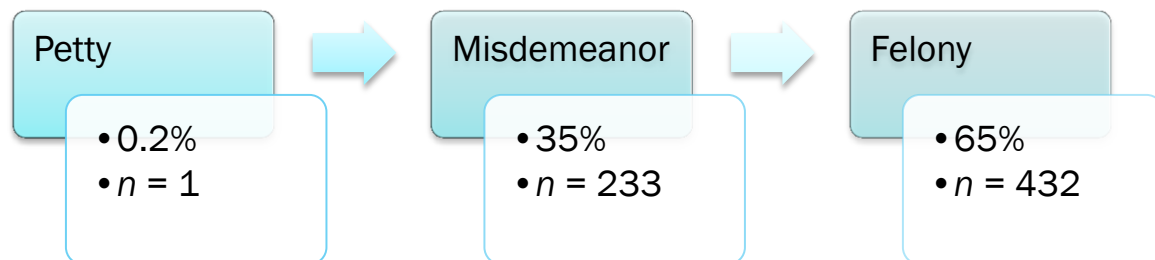 Petty
•0.2%
•n = 1
Misdemeanor
•35%
•n = 233
Felony
•65%
•n = 432